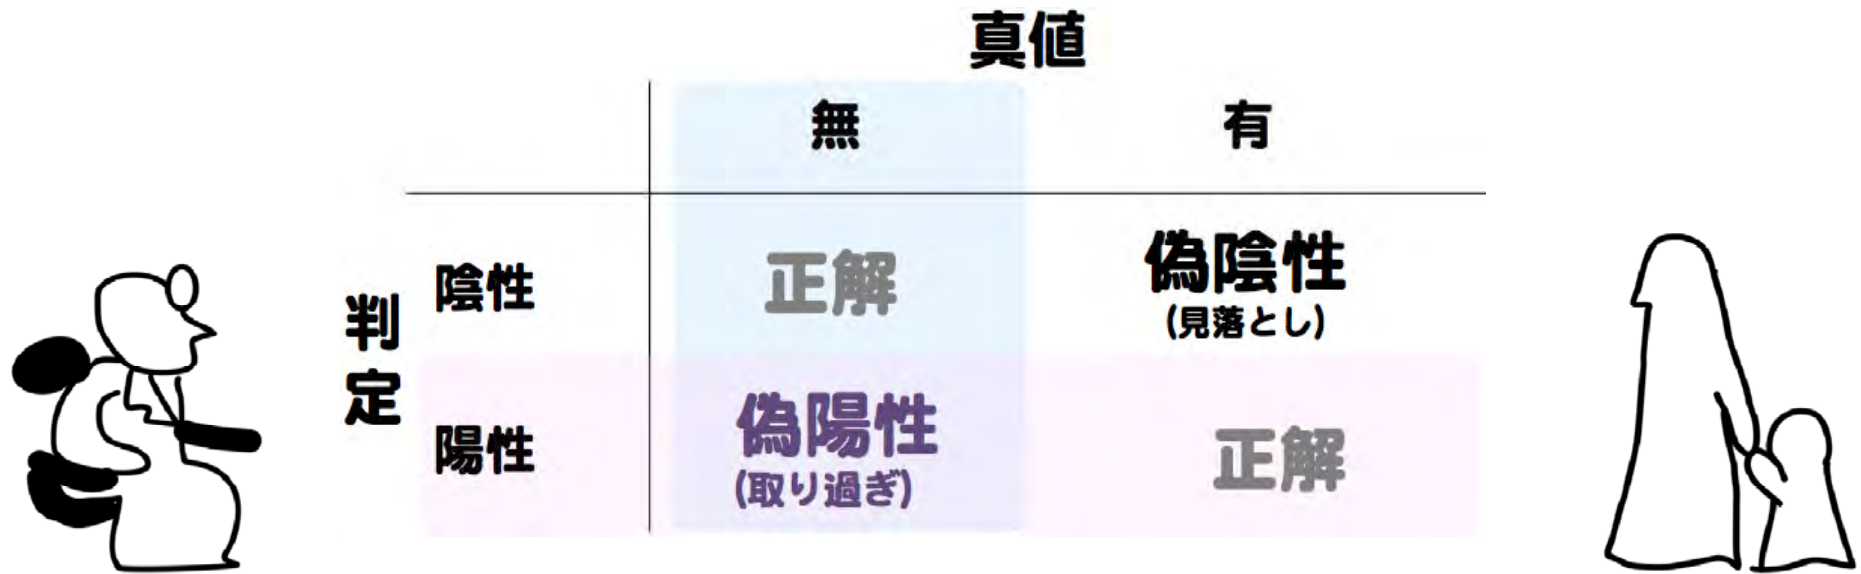 真値
無 有
判定
陰性 正解 偽陰性
(見落とし)
陽性 偽陽性 正解
(取り過ぎ)